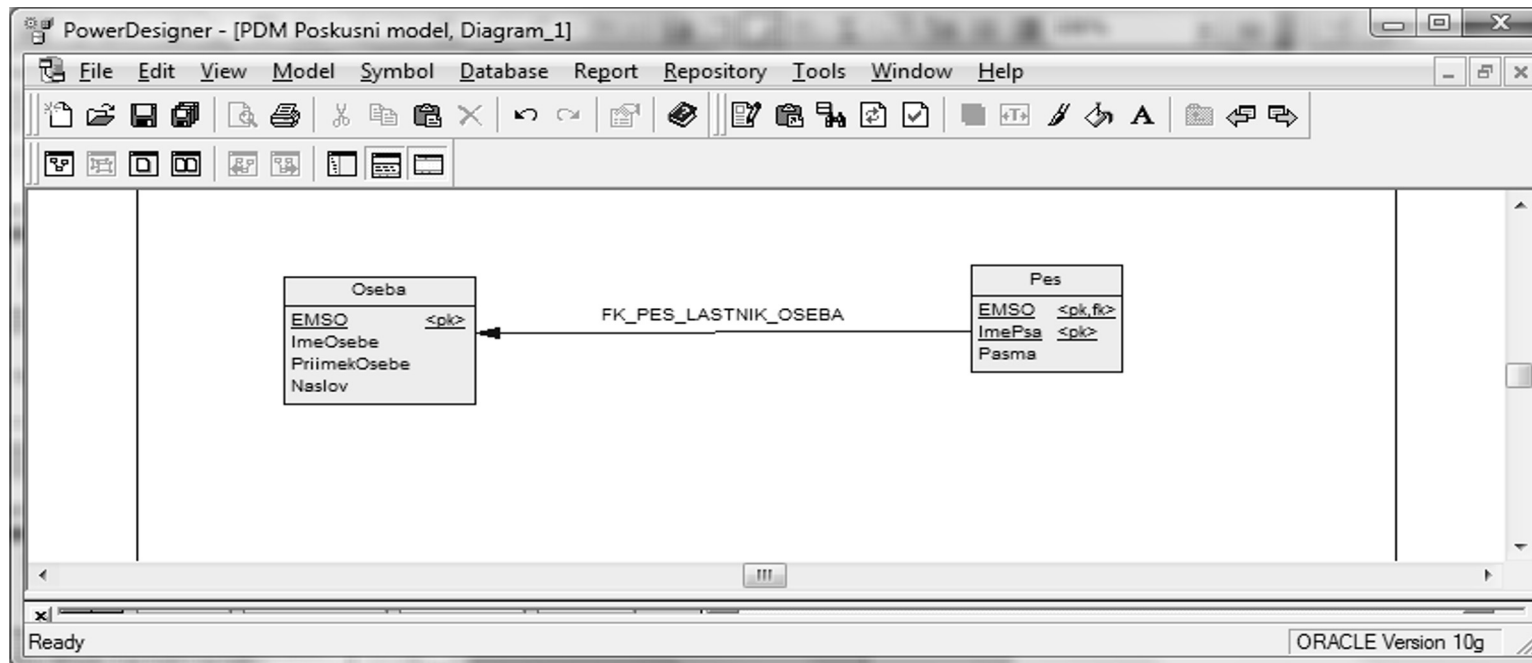 PowerDesigner - [PDM Poskusni model, Diagram_1]
File Edit View Model Symbol Database Report Repository Tools Window Help
Oseba
EMSO <pk>
ImeOsebe
PriimekOsebe
Naslov
FK_PES_LASTNIK_OSEBA
Pes
EMSO <pk,fk>
ImePsa <pk>
Pasma
Ready
ORACLE Version 10g